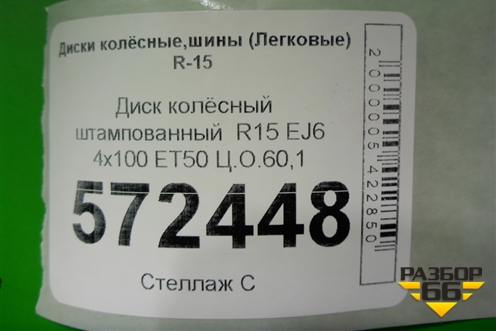 Диски колёсные,шины (Легковые)
R-15
Диск колёсный
штампованный R15 EJ6
4x100 ET50 Ц.О.60,1
572448
Стеллаж С
2000005422850
РАЗБОР
66